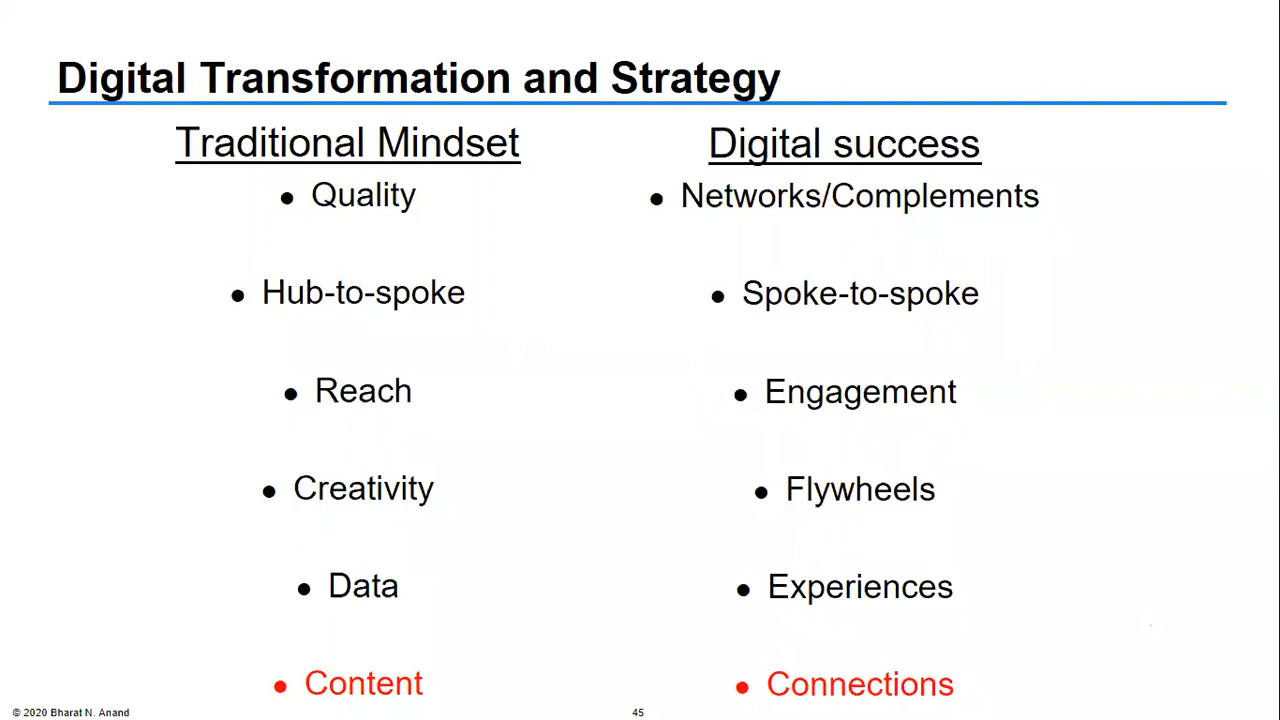 Digital Transformation and Strategy
Traditional Mindset
• Quality
• Hub-to-spoke
• Reach
• Creativity
• Data
• Content
Digital success
• Networks/Complements
• Spoke-to-spoke
• Engagement
• Flywheels
• Experiences
• Connections
© 2020 Bharat N. Anand
45